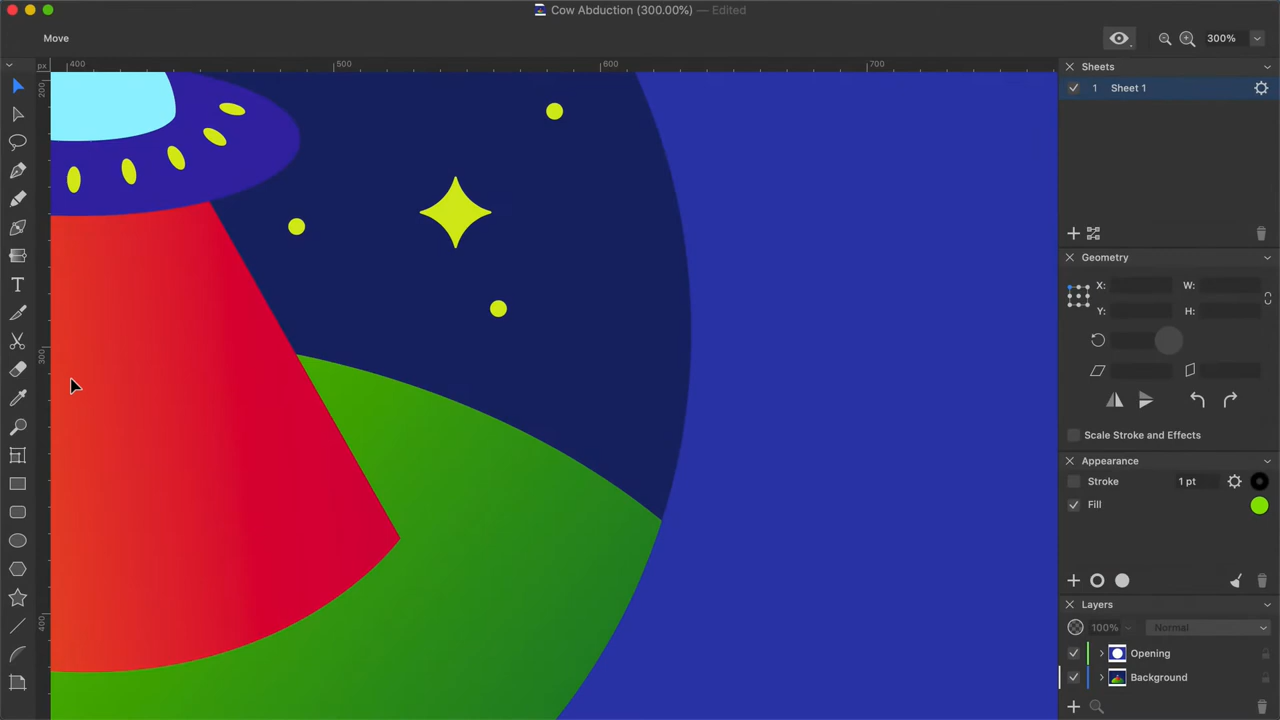 Cow Abduction (300.00%) — Edited
Move
300%
px
400
500
600
700
200
300
400
Sheets
1 Sheet 1
Geometry
X:
W:
Y:
H:
Scale Stroke and Effects
Appearance
Stroke
1 pt
Fill
Layers
100%
Normal
Opening
Background
T